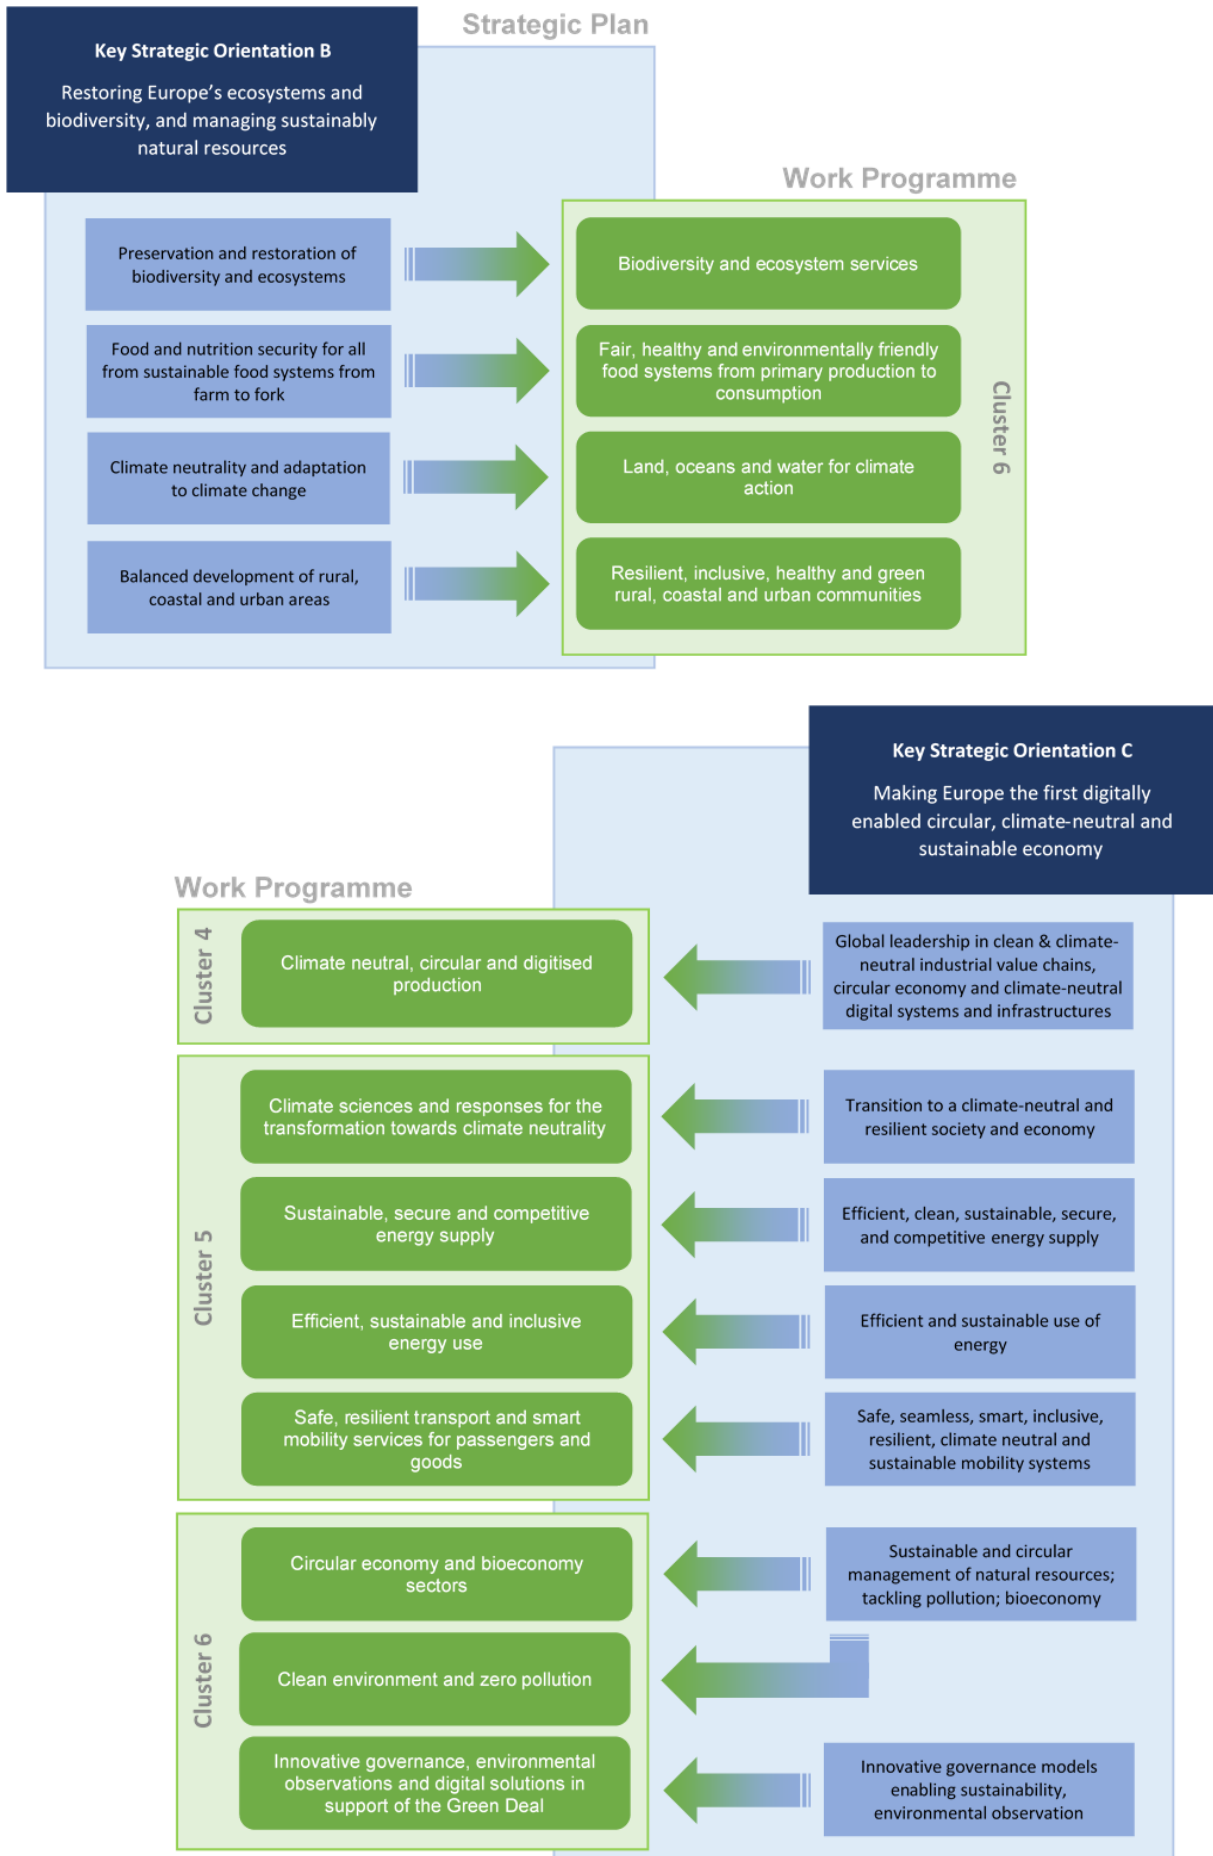 Strategic Plan
Key Strategic Orientation B
Restoring Europe's ecosystems and
biodiversity, and managing sustainably
natural resources
Work Programme
Preservation and restoration of
biodiversity and ecosystems
Biodiversity and ecosystem services
Food and nutrition security for all
from sustainable food systems from
farm to fork
Fair, healthy and environmentally friendly
food systems from primary production to
consumption
Climate neutrality and adaptation
to climate change
Land, oceans and water for climate
action
Balanced development of rural,
coastal and urban areas
Resilient, inclusive, healthy and green
rural, coastal and urban communities
Cluster 6
Key Strategic Orientation C
Making Europe the first digitally
enabled circular, climate-neutral and
sustainable economy
Work Programme
Cluster 4
Climate neutral, circular and digitised
production
Global leadership in clean & climate-
neutral industrial value chains,
circular economy and climate-neutral
digital systems and infrastructures
Cluster 5
Climate sciences and responses for the
transformation towards climate neutrality
Transition to a climate-neutral and
resilient society and economy
Sustainable, secure and competitive
energy supply
Efficient, clean, sustainable, secure,
and competitive energy supply
Efficient, sustainable and inclusive
energy use
Efficient and sustainable use of
energy
Safe, resilient transport and smart
mobility services for passengers and
goods
Safe, seamless, smart, inclusive,
resilient, climate neutral and
sustainable mobility systems
Cluster 6
Circular economy and bioeconomy
sectors
Sustainable and circular
management of natural resources;
tackling pollution; bioeconomy
Clean environment and zero pollution
Innovative governance, environmental
observations and digital solutions in
support of the Green Deal
Innovative governance models
enabling sustainability,
environmental observation